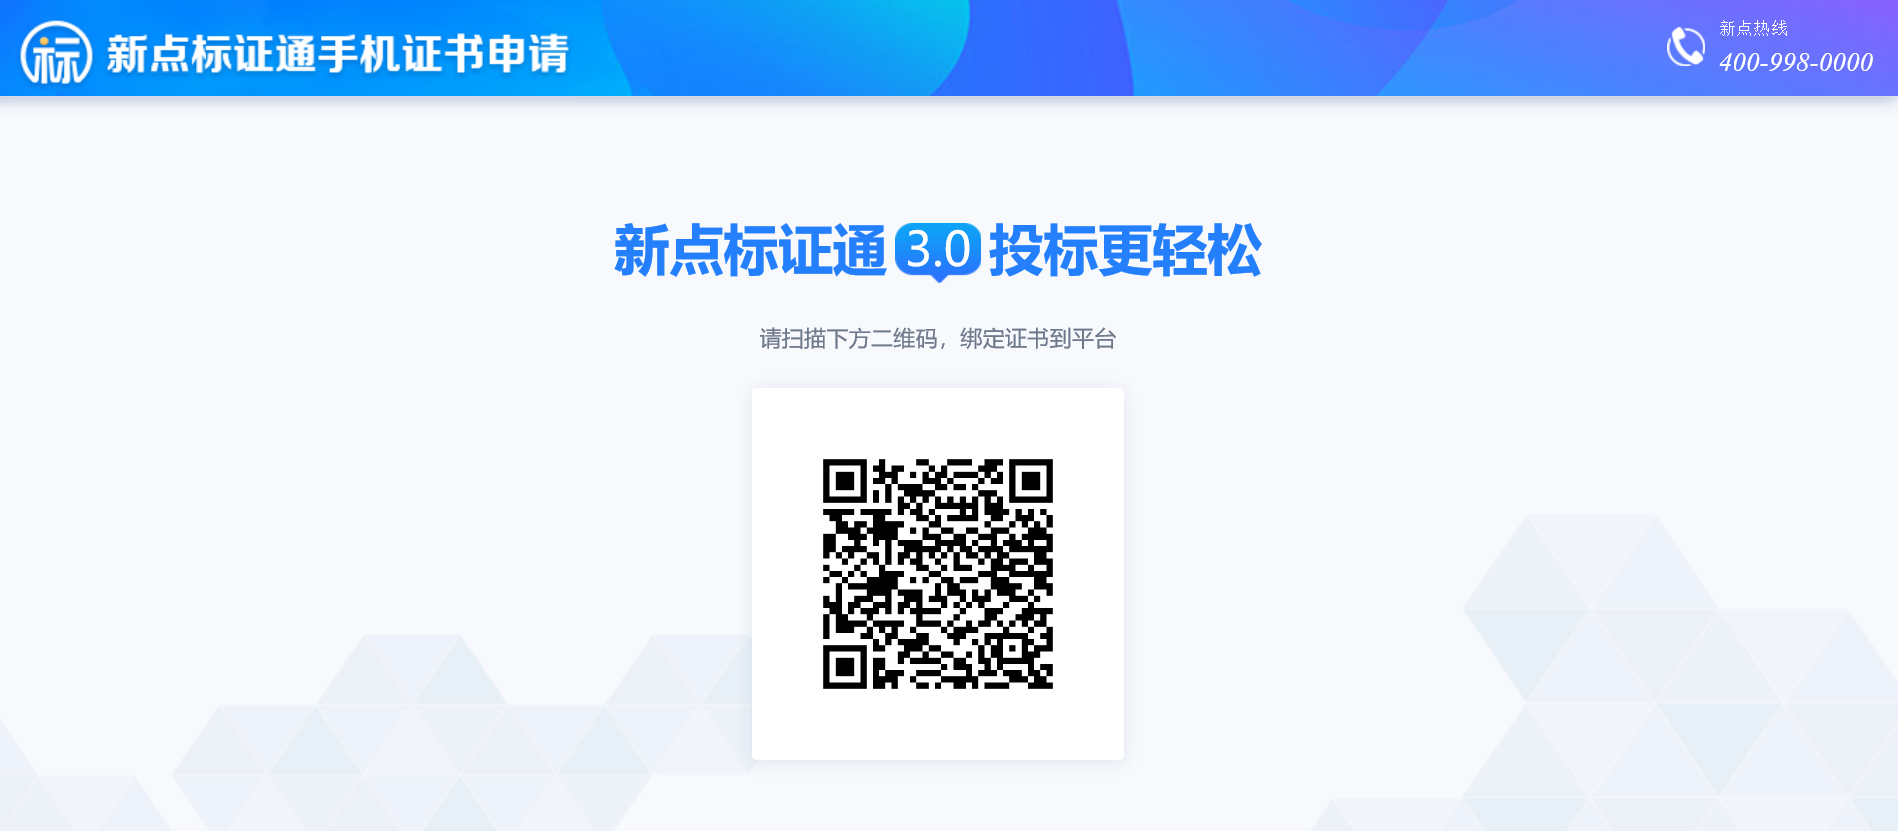 标 新点标证通手机证书申请
新点热线
400-998-0000
新点标证通 3.0 投标更轻松
请扫描下方二维码，绑定证书到平台